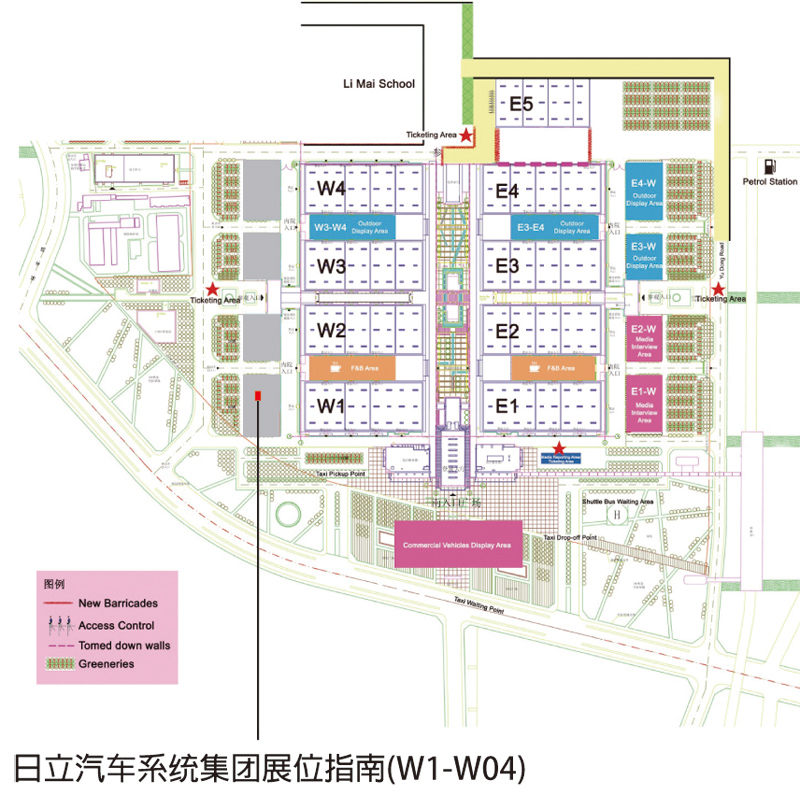 Li Mai School
E5
Ticketing Area
Petrol Station
W4
E4
E4-W
Outdoor
Display Area
W3-W4
Outdoor
Display Area
E3-E4
Outdoor
Display Area
W3
E3
E3-W
Outdoor
Display Area
Yu Dong Road
Ticketing Area
Ticketing Area
W2
E2
E2-W
Media
Interview
Area
F&B Area
F&B Area
W1
E1
E1-W
Media
Interview
Area
Media Reporting Area
Ticketing Area
Taxi Pickup Point
南入口广场
Shuttle Bus Waiting Area
H
Commercial Vehicles Display Area
Taxi Drop-off Point
Taxi Waiting Point
图例
New Barricades
Access Control
Tomed down walls
Greeneries
日立汽车系统集团展位指南(W1-W04)